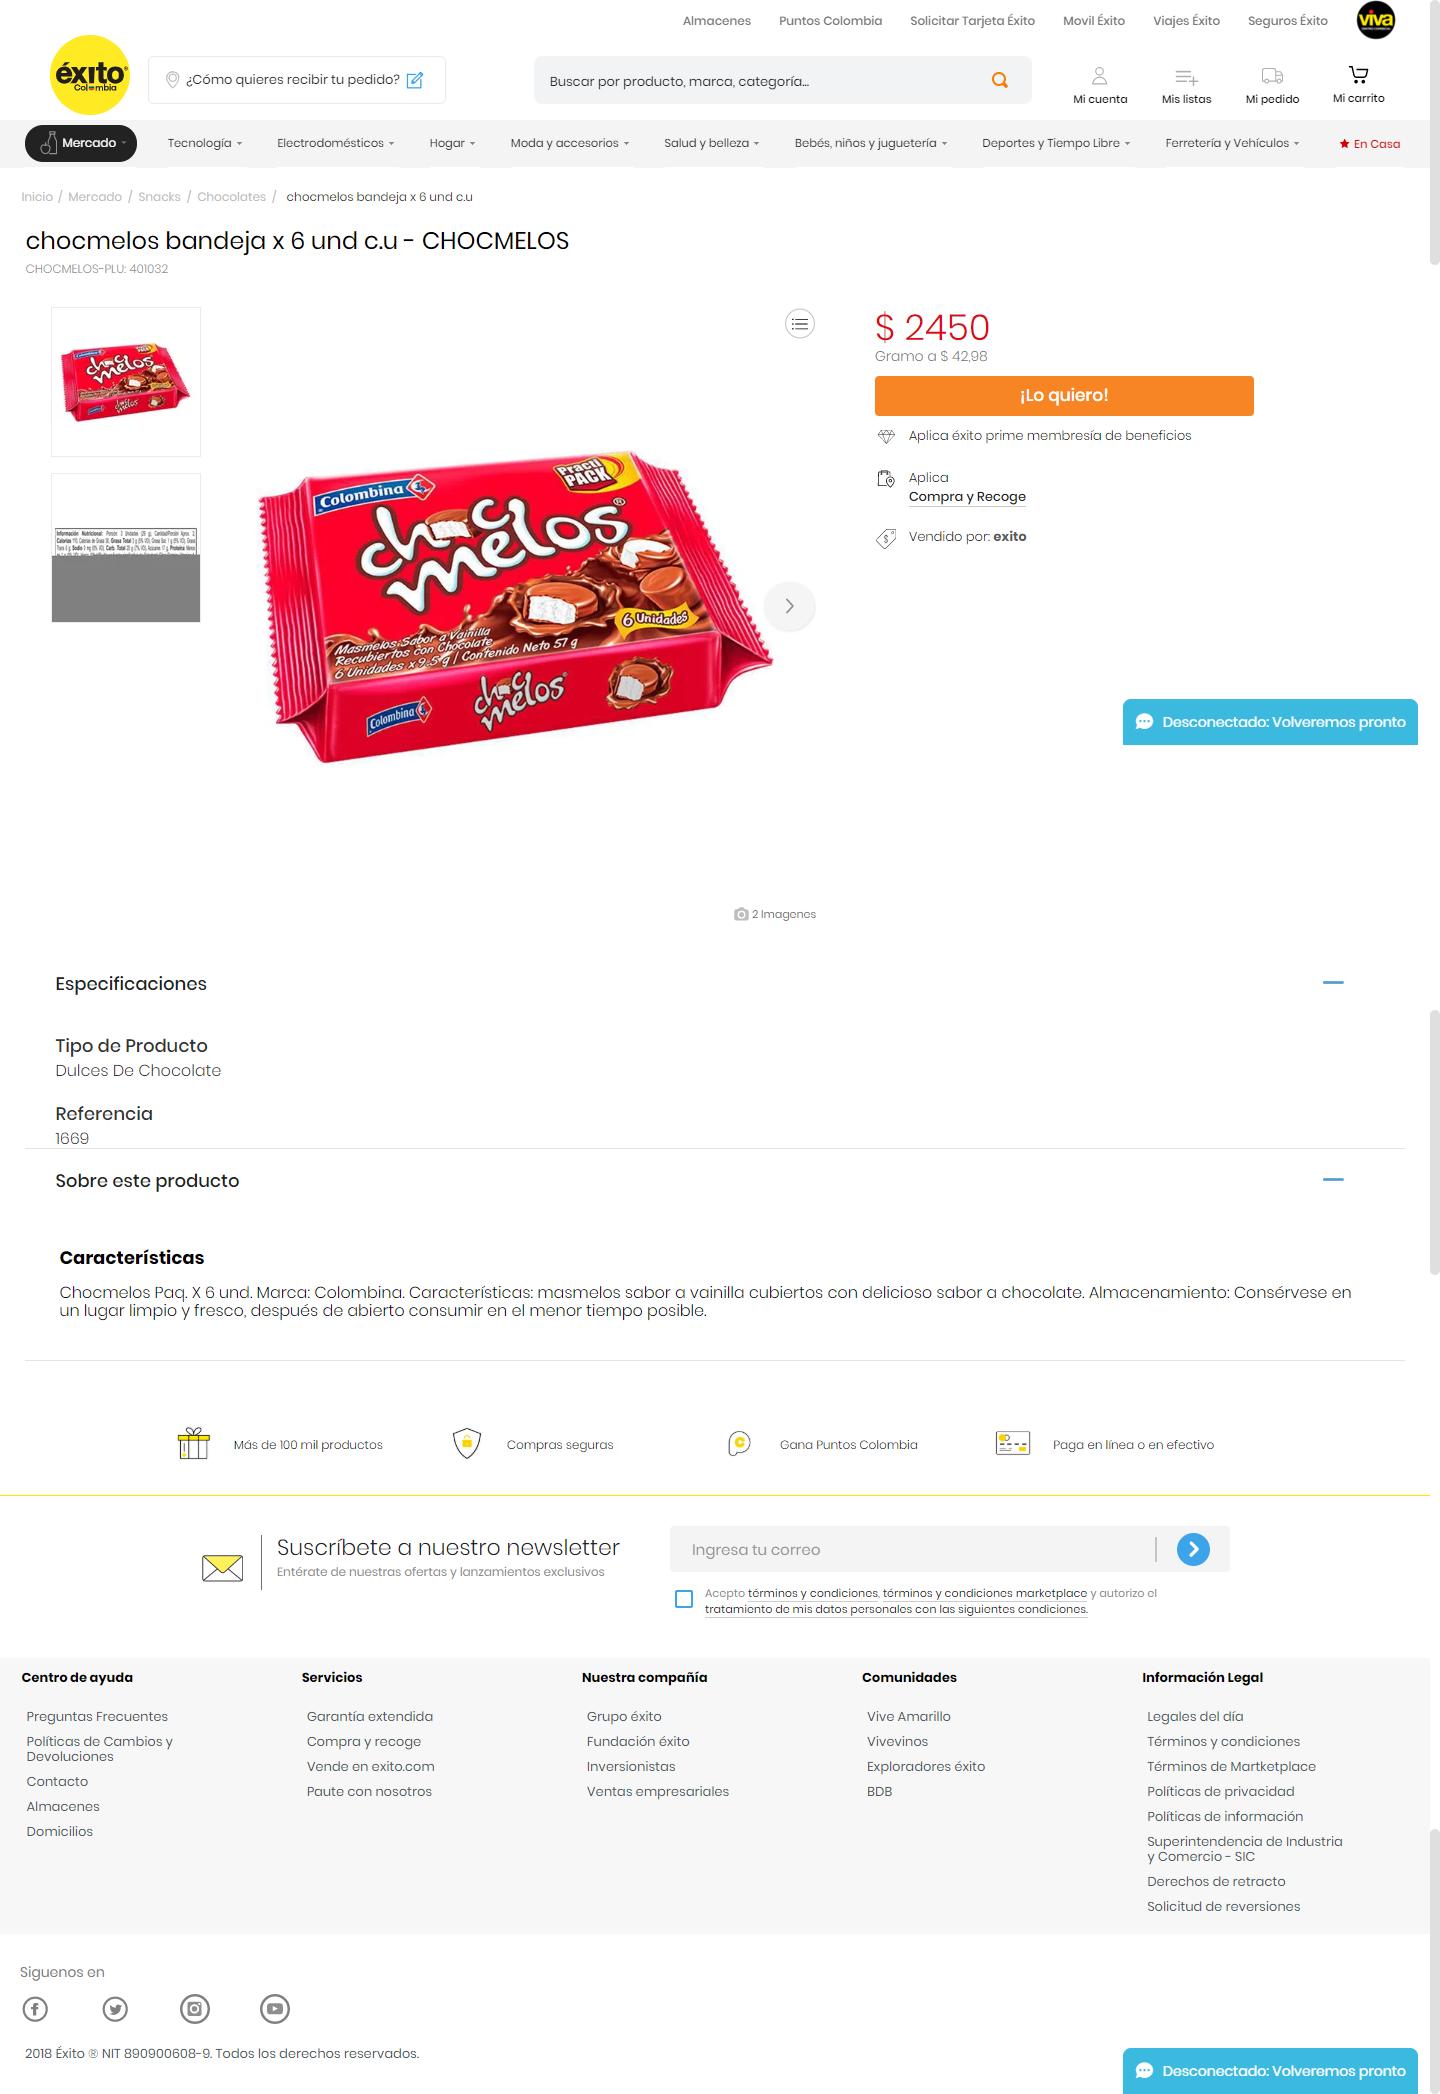 Almacenes Puntos Colombia Solicitar Tarjeta Éxito Movil Éxito Viajes Éxito Seguros Éxito viva
éxito
Colombia
¿Cómo quieres recibir tu pedido?
Buscar por producto, marca, categoría...
Mi cuenta Mis listas Mi pedido Mi carrito
Mercado Tecnología Electrodomésticos Hogar Moda y accesorios Salud y belleza Bebés, niños y juguetería Deportes y Tiempo Libre Ferretería y Vehículos En Casa
Inicio / Mercado / Snacks / Chocolates / chocmelos bandeja x 6 und c.u
chocmelos bandeja x 6 und c.u - CHOCMELOS
CHOCMELOS-PLU: 401032
Colombina
Practi
PACK
choc
melos®
6 Unidades
Masmelos Sabor a Vainilla
Recubiertos con Chocolate
6 Unidades x 9.5 g | Contenido Neto 57 g
Colombina
choc
melos
2 Imagenes
$ 2450
Gramo a $ 42,98
¡Lo quiero!
Aplica éxito prime membresía de beneficios
Aplica
Compra y Recoge
Vendido por: exito
Desconectado: Volveremos pronto
Especificaciones
Tipo de Producto
Dulces De Chocolate
Referencia
1669
Sobre este producto
Características
Chocmelos Paq. X 6 und. Marca: Colombina. Características: masmelos sabor a vainilla cubiertos con delicioso sabor a chocolate. Almacenamiento: Consérvese en
un lugar limpio y fresco, después de abierto consumir en el menor tiempo posible.
Más de 100 mil productos Compras seguras Gana Puntos Colombia Paga en línea o en efectivo
Suscríbete a nuestro newsletter
Entérate de nuestras ofertas y lanzamientos exclusivos
Ingresa tu correo
Acepto términos y condiciones, términos y condiciones marketplace y autorizo el
tratamiento de mis datos personales con las siguientes condiciones.
Centro de ayuda
Preguntas Frecuentes
Políticas de Cambios y
Devoluciones
Contacto
Almacenes
Domicilios
Servicios
Garantía extendida
Compra y recoge
Vende en exito.com
Paute con nosotros
Nuestra compañía
Grupo éxito
Fundación éxito
Inversionistas
Ventas empresariales
Comunidades
Vive Amarillo
Vivevinos
Exploradores éxito
BDB
Información Legal
Legales del día
Términos y condiciones
Términos de Martketplace
Políticas de privacidad
Políticas de información
Superintendencia de Industria
y Comercio - SIC
Derechos de retracto
Solicitud de reversiones
Siguenos en
2018 Éxito ® NIT 890900608-9. Todos los derechos reservados.
Desconectado: Volveremos pronto